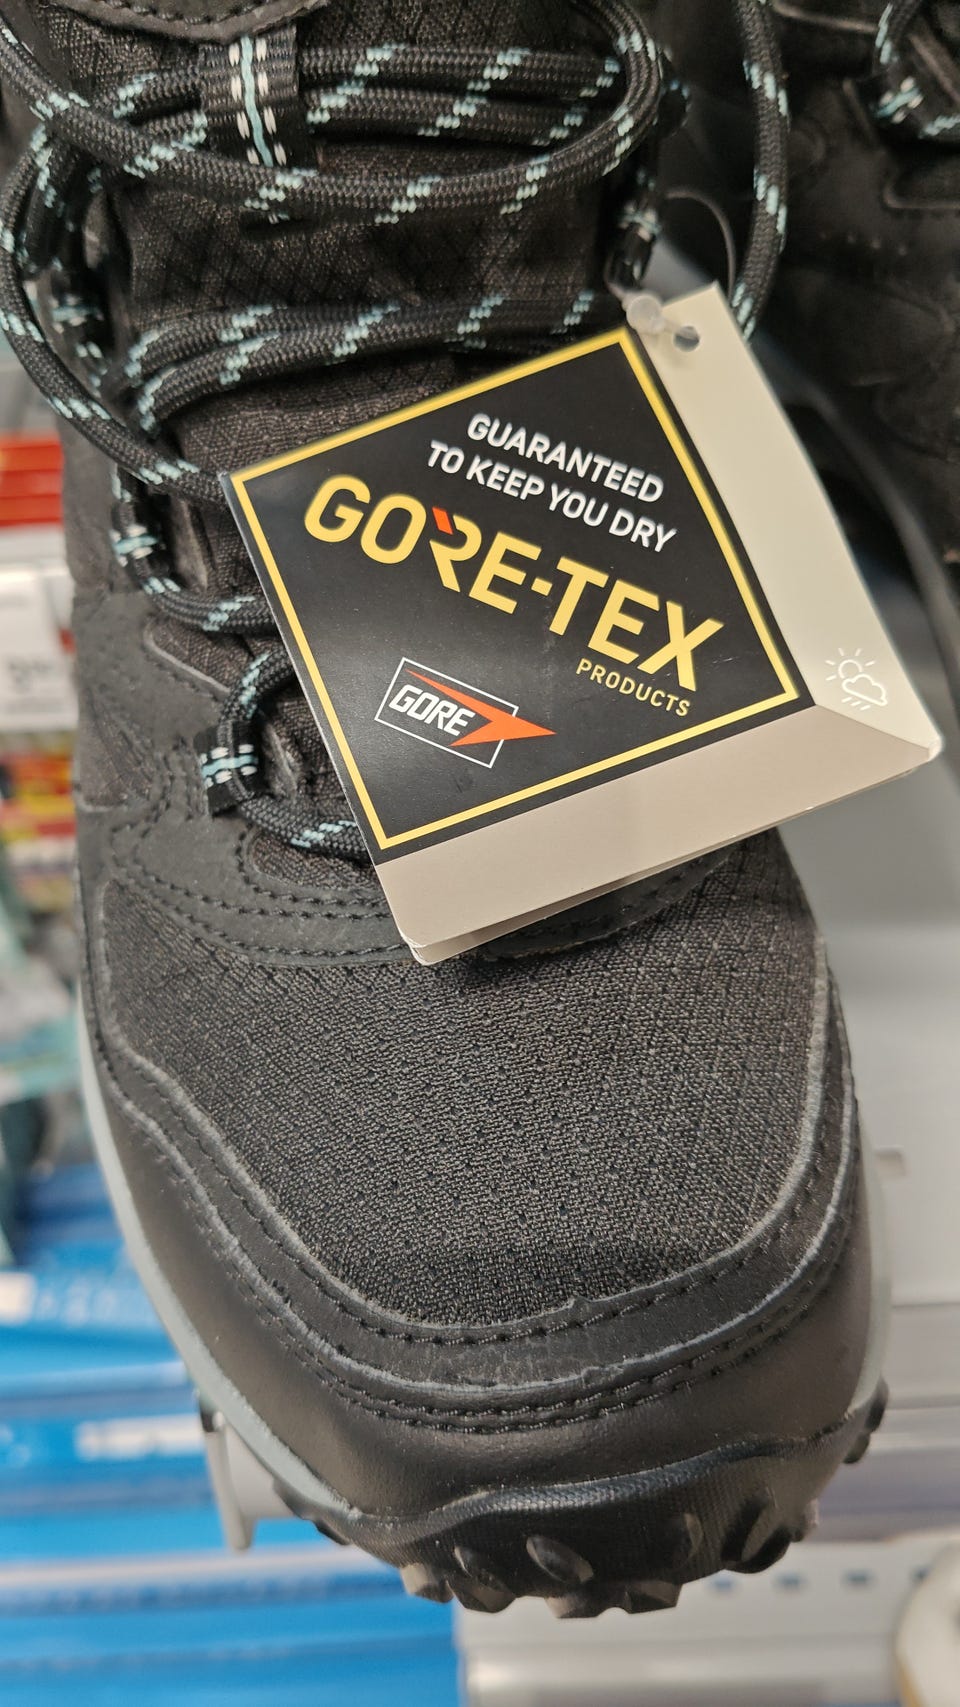 GUARANTEED
TO KEEP YOU DRY
GORE-TEX
PRODUCTS
GORE